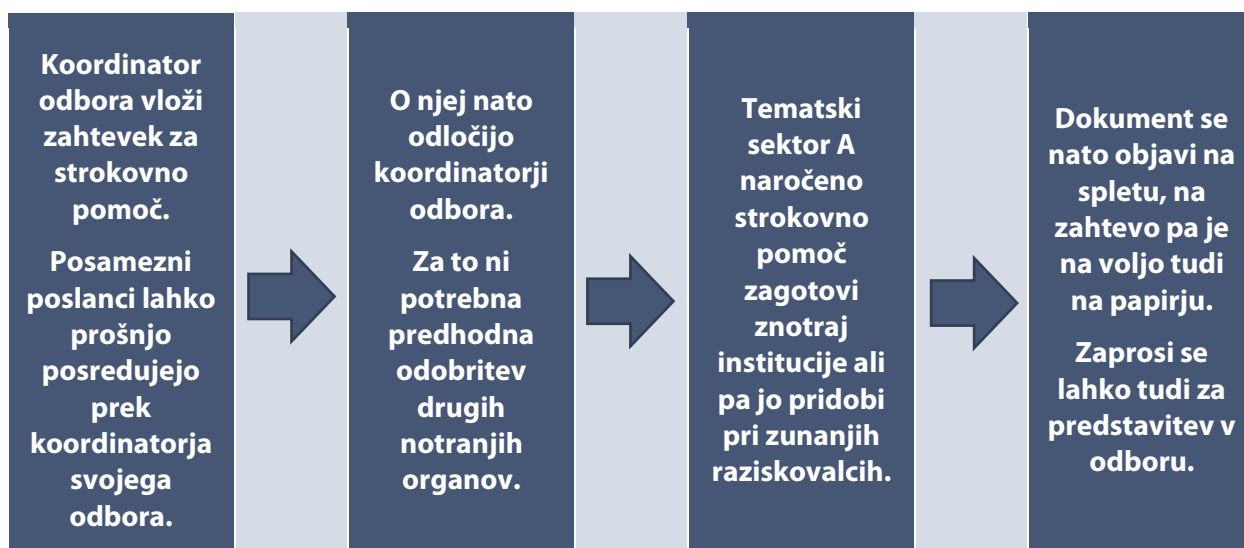 Koordinator
odbora vloži
zahtevek za
strokovno
pomoč.
Posamezni
poslanci lahko
prošnjo
posredujejo
prek
koordinatorja
svojega
odbora.
O njej nato
odločijo
koordinatorji
odbora.
Za to ni
potrebna
predhodna
odobritev
drugih
notranjih
organov.
Tematski
sektor A
naročeno
strokovno
pomoč
zagotovi
znotraj
institucije ali
pa jo pridobi
pri zunanjih
raziskovalcih.
Dokument se
nato objavi na
spletu, na
zahtevo pa je
na voljo tudi
na papirju.
Zaprosi se
lahko tudi za
predstavitev v
odboru.